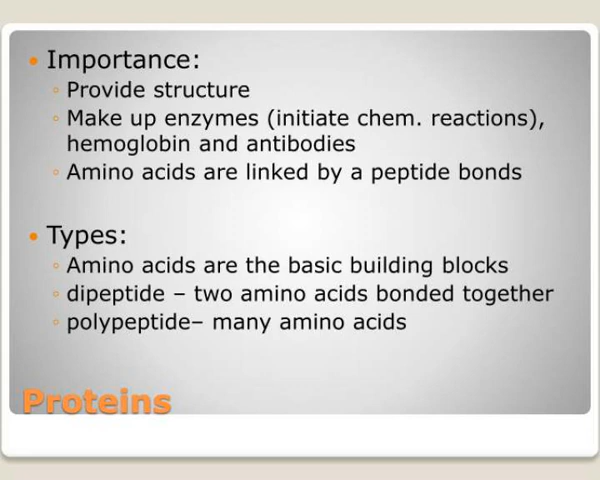 Importance:
Provide structure
Make up enzymes (initiate chem. reactions),
hemoglobin and antibodies
Amino acids are linked by a peptide bonds
Types:
Amino acids are the basic building blocks
dipeptide – two amino acids bonded together
polypeptide– many amino acids
Proteins